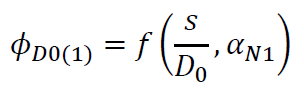 ϕ_{D0(1)} = f(s/D_0, α_{N1})